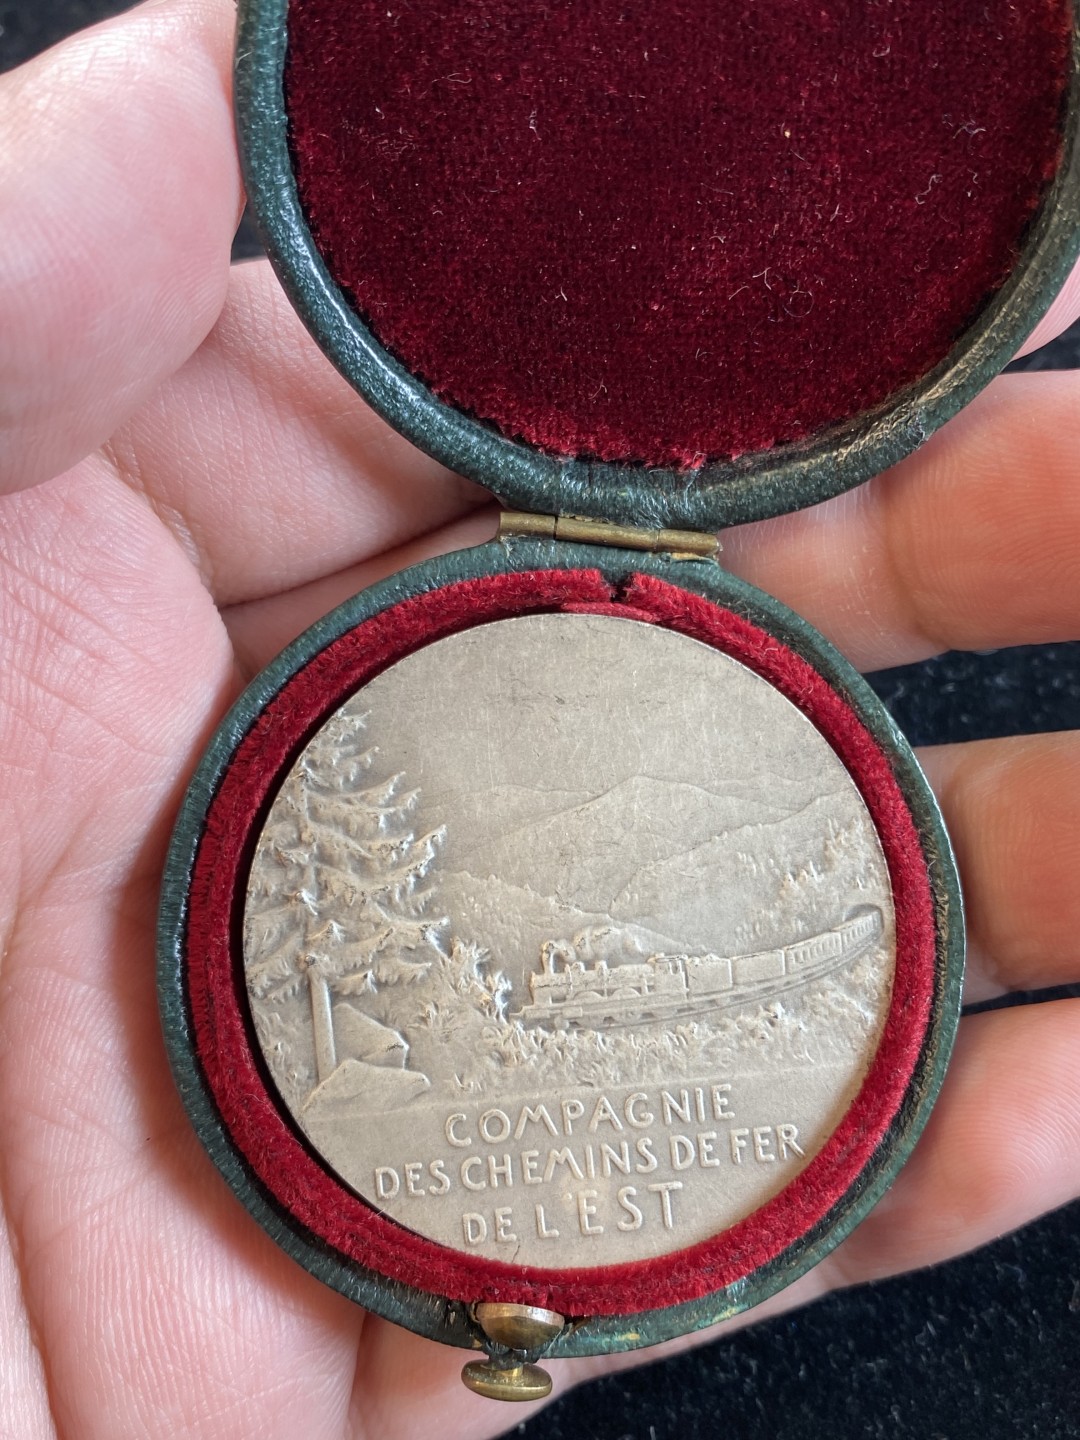 COMPAGNIE
DES CHEMINS DE FER
DE L'EST